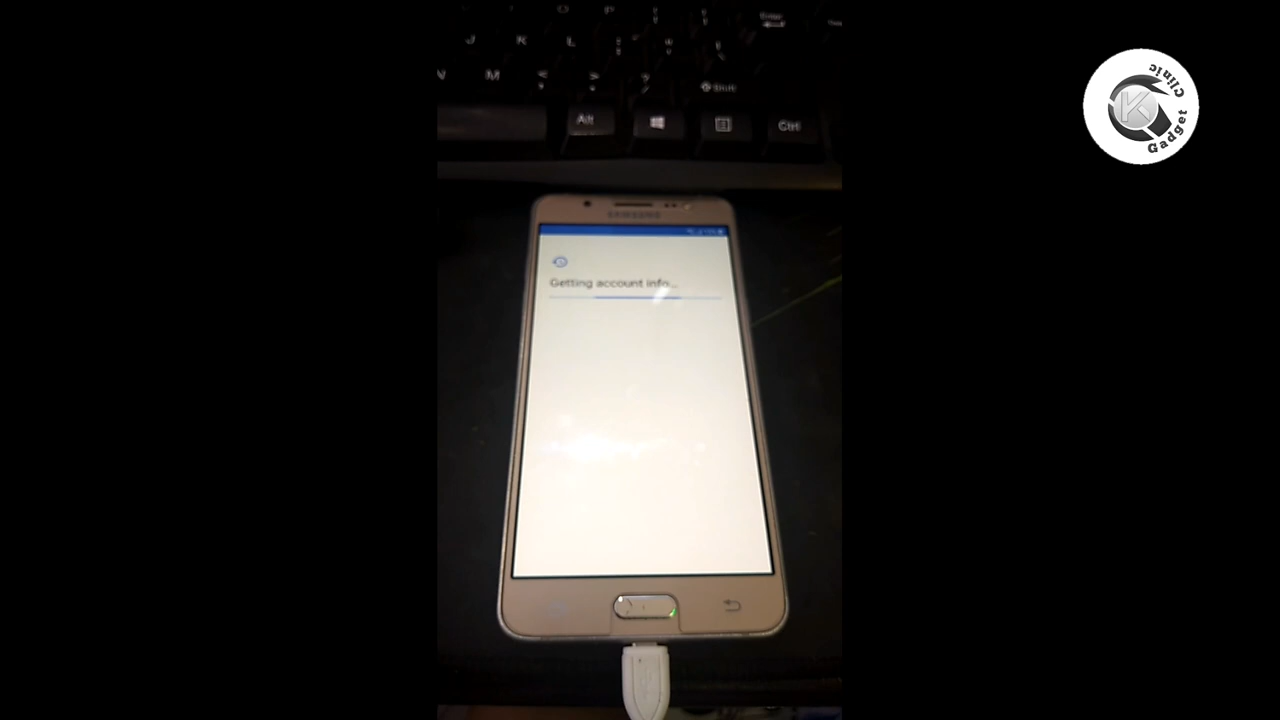 J K L
N M < >
?
Shift
Alt Ctrl
SAMSUNG
Getting account info...
K
Gadget Clinic